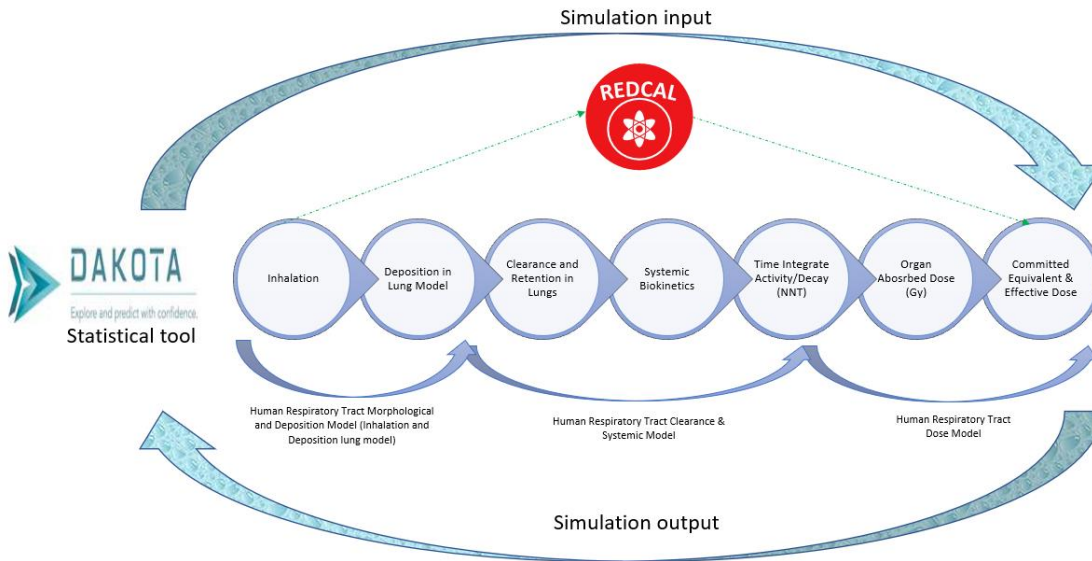 Simulation input
REDCAL
DAKOTA
Explore and predict with confidence.
Statistical tool
Inhalation
Deposition in
Lung Model
Clearance and
Retention in
Lungs
Systemic
Biokinetics
Time Integrate
Activity/Decay
(NNT)
Organ
Abosrbed Dose
(Gy)
Committed
Equivalent &
Effective Dose
Human Respiratory Tract Morphological
and Deposition Model (Inhalation and
Deposition lung model)
Human Respiratory Tract Clearance &
Systemic Model
Human Respiratory Tract
Dose Model
Simulation output